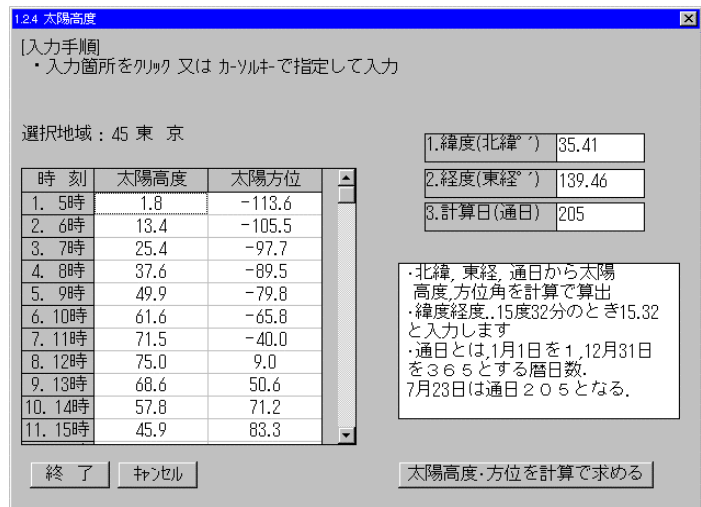 1.2.4 太陽高度
[入力手順]
・入力箇所をｸﾘｯｸ 又は ｶｰｿﾙｷｰで指定して入力
選択地域：45 東 京
時 刻 太陽高度 太陽方位
1. 5時 1.8 -113.6
2. 6時 13.4 -105.5
3. 7時 25.4 -97.7
4. 8時 37.6 -89.5
5. 9時 49.9 -79.8
6. 10時 61.6 -65.8
7. 11時 71.5 -40.0
8. 12時 75.0 9.0
9. 13時 68.6 50.6
10. 14時 57.8 71.2
11. 15時 45.9 83.3
1.緯度(北緯ﾟ ′) 35.41
2.経度(東経ﾟ ′) 139.46
3.計算日(通日) 205
･北緯, 東経, 通日から太陽
高度,方位角を計算で算出
･緯度経度..15度32分のとき15.32
と入力します
･通日とは,1月1日を１,12月31日
を３６５とする暦日数.
7月23日は通日２０５となる.
終 了 ｷｬﾝｾﾙ 太陽高度･方位を計算で求める